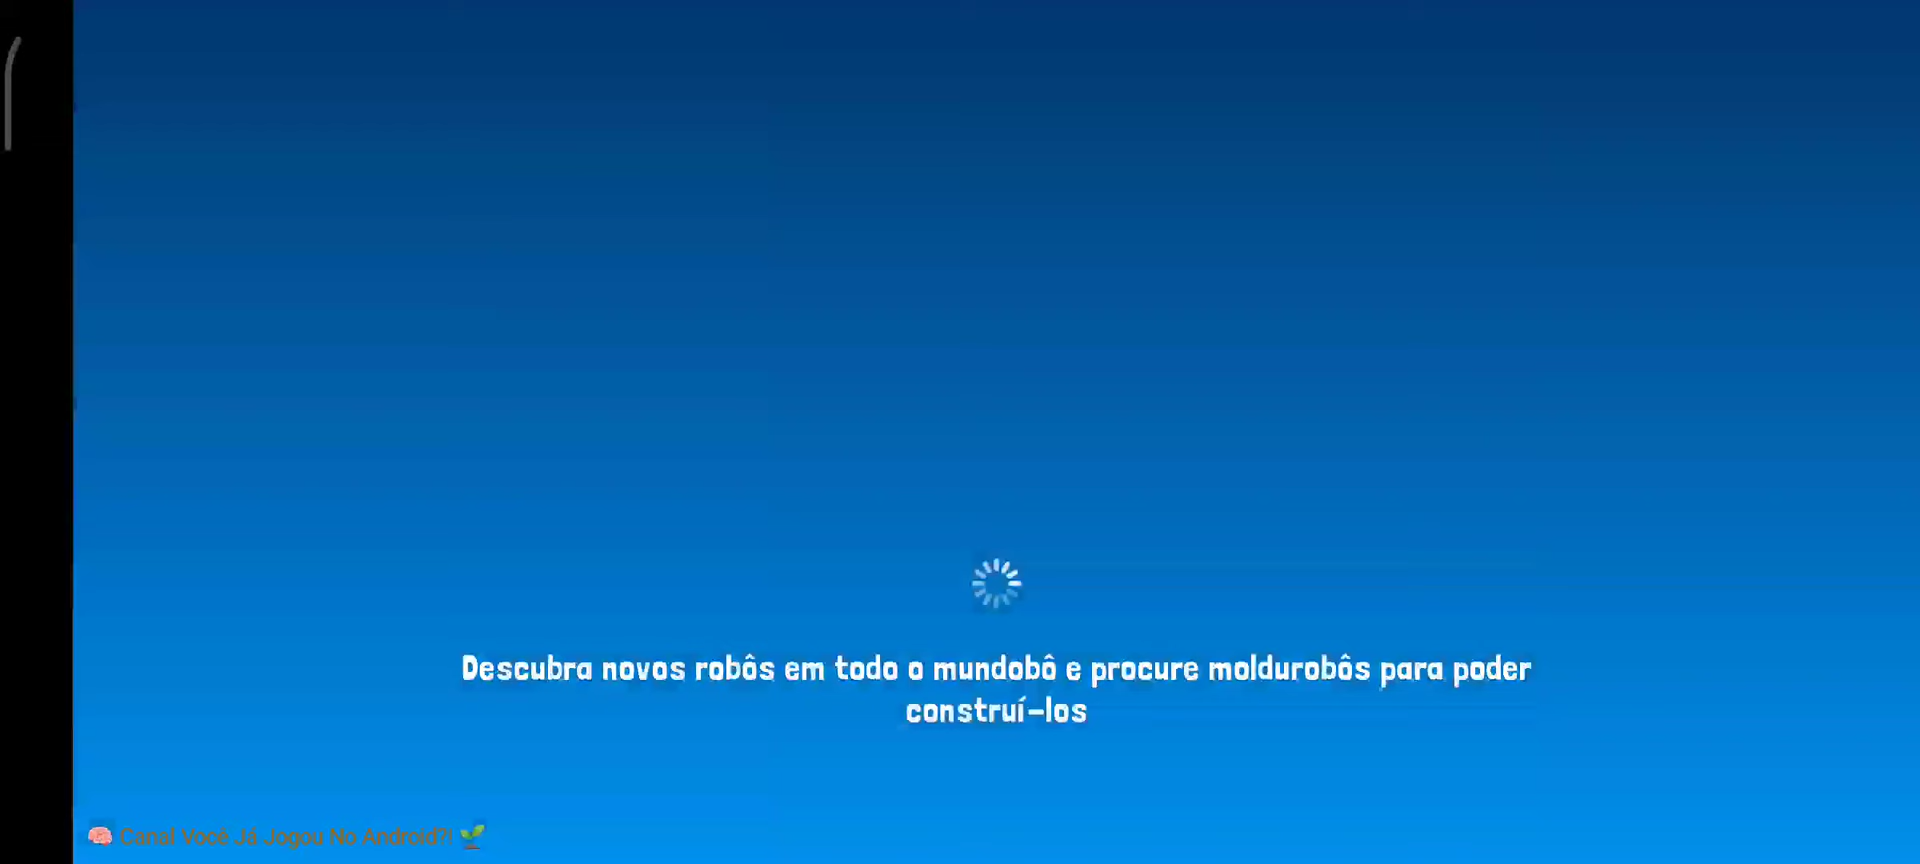 Descubra novos robôs em todo o mundobô e procure moldurobôs para poder
construí-los
🧠 Canal Você Já Jogou No Android?! 🌱